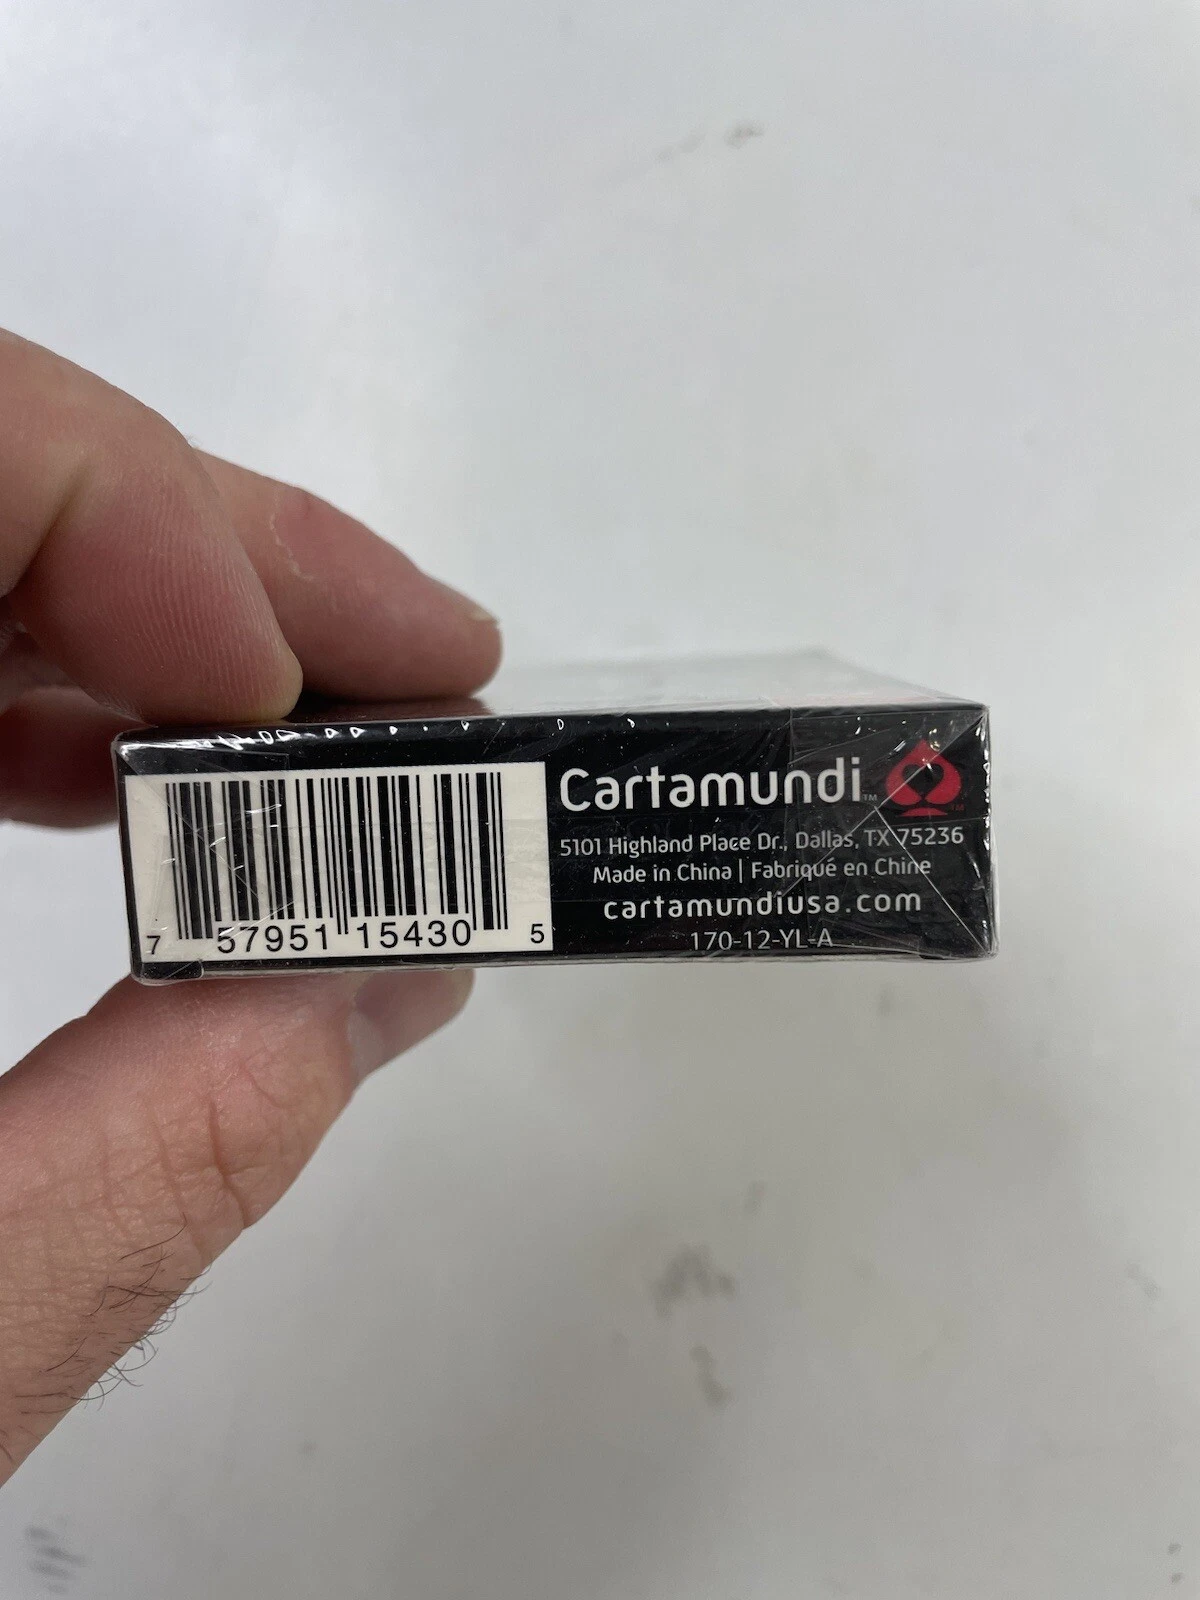 7 57951 15430 5
Cartamundi™
5101 Highland Place Dr., Dallas, TX 75236
Made in China | Fabriqué en Chine
cartamundiusa.com
170-12-YL-A